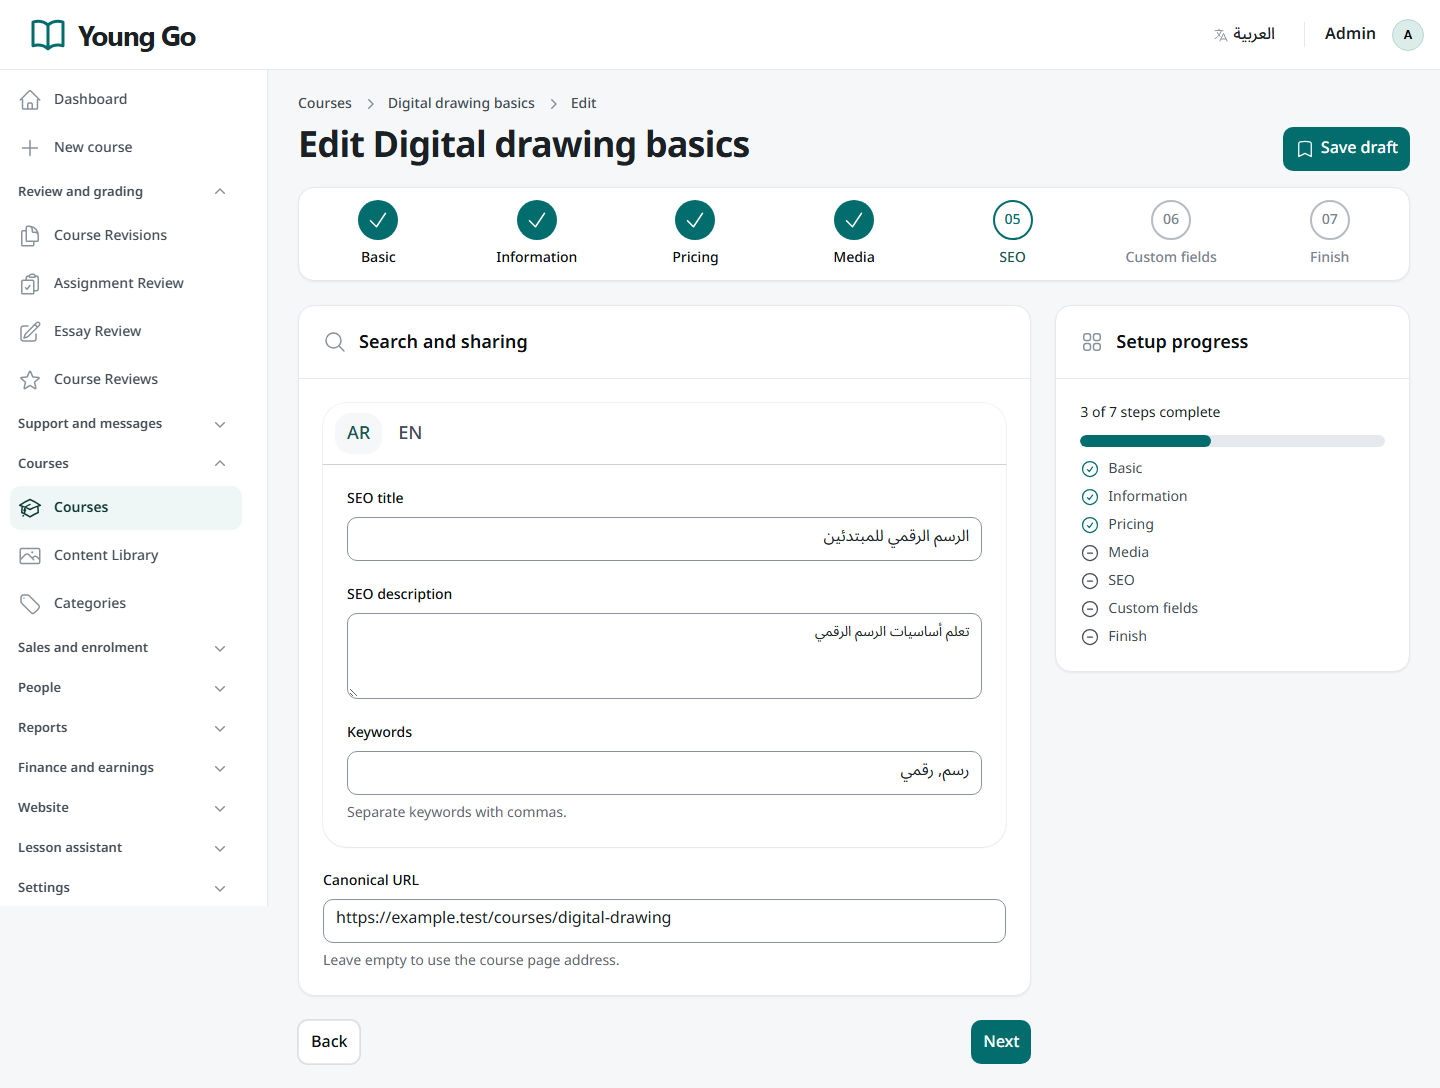 Young Go
العربية
Admin
A
Dashboard
New course
Review and grading
Course Revisions
Assignment Review
Essay Review
Course Reviews
Support and messages
Courses
Courses
Content Library
Categories
Sales and enrolment
People
Reports
Finance and earnings
Website
Lesson assistant
Settings
Courses > Digital drawing basics > Edit
Edit Digital drawing basics
Save draft
Basic
Information
Pricing
Media
05
SEO
06
Custom fields
07
Finish
Search and sharing
AR EN
SEO title
الرسم الرقمي للمبتدئين
SEO description
تعلم أساسيات الرسم الرقمي
Keywords
رسم, رقمي
Separate keywords with commas.
Canonical URL
https://example.test/courses/digital-drawing
Leave empty to use the course page address.
Back
Next
Setup progress
3 of 7 steps complete
Basic
Information
Pricing
Media
SEO
Custom fields
Finish